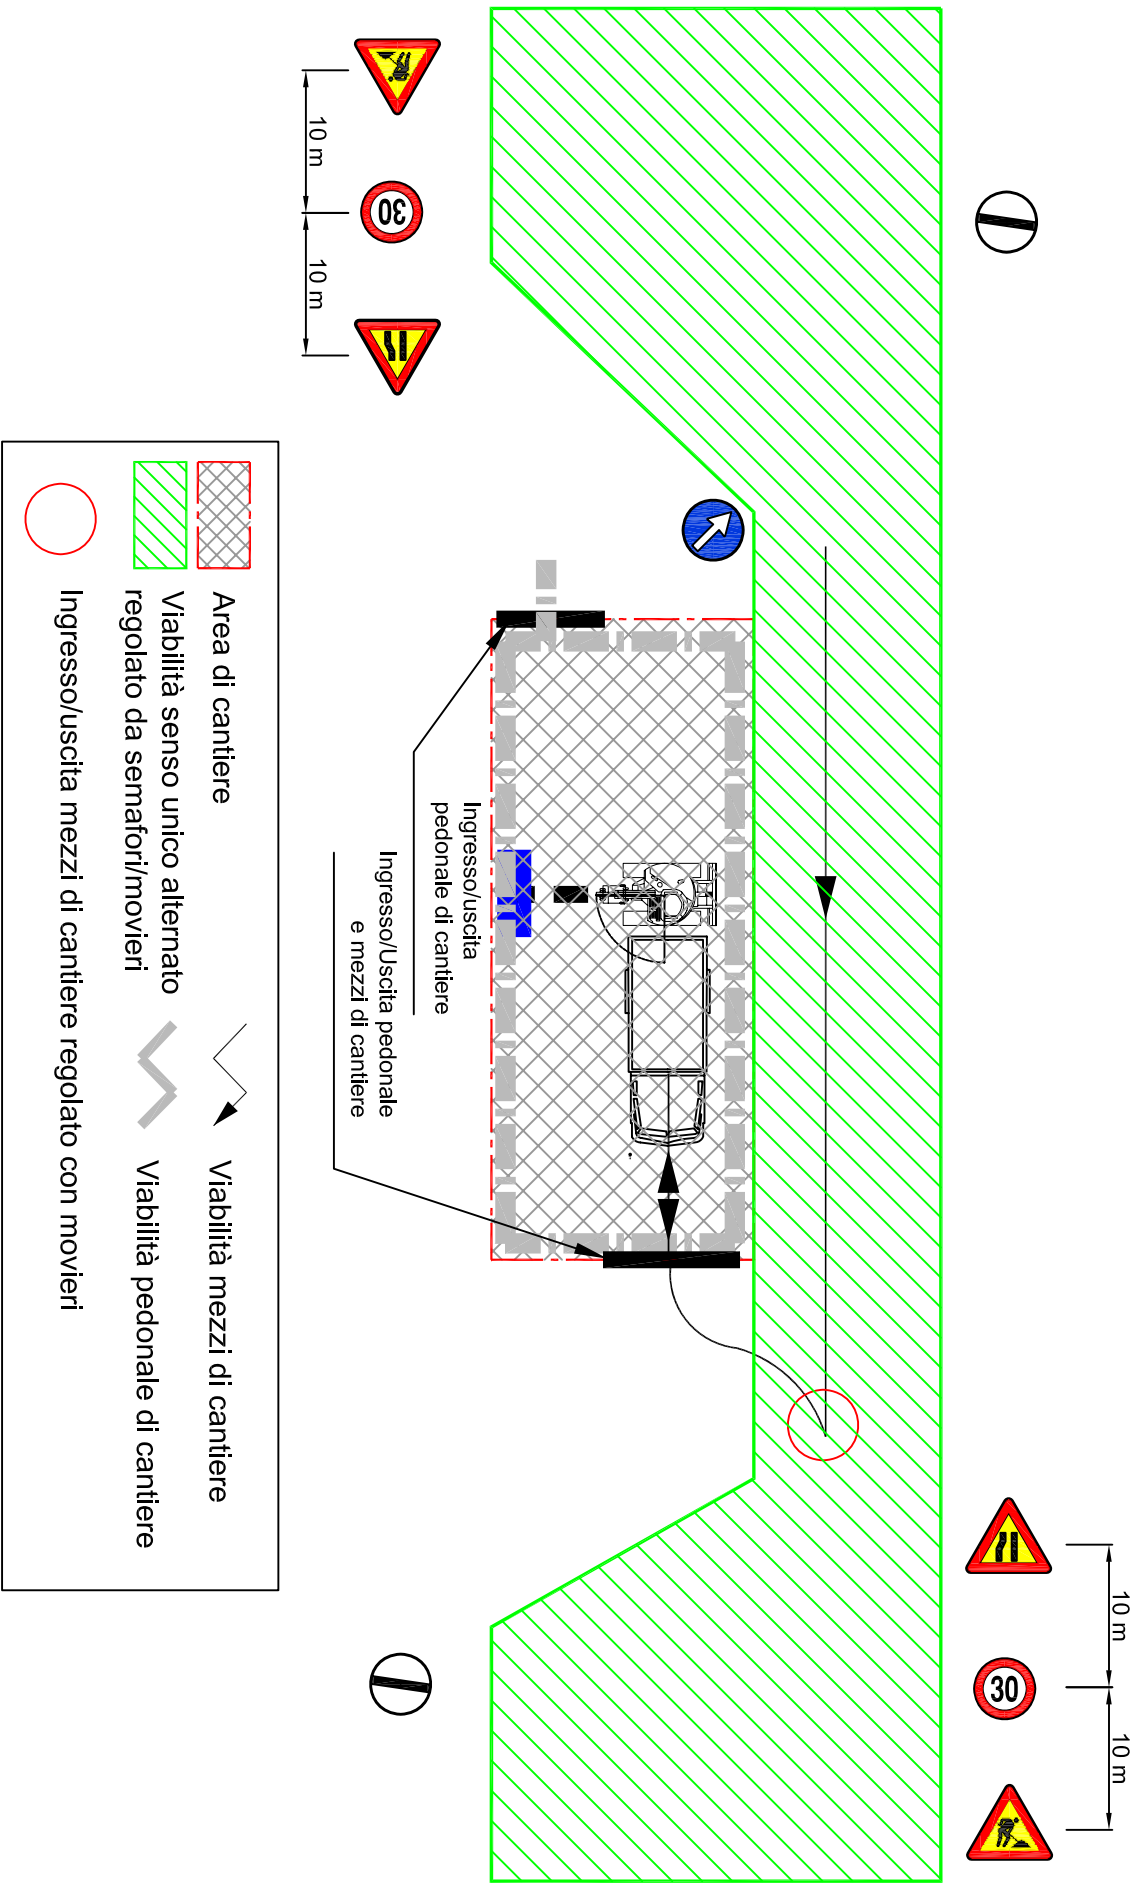 10 m
10 m
30
10 m
10 m
30
Ingresso/uscita
pedonale di cantiere
Ingresso/Uscita pedonale
e mezzi di cantiere
Area di cantiere
Viabilità senso unico alternato
regolato da semafori/movieri
Ingresso/uscita mezzi di cantiere regolato con movieri
Viabilità mezzi di cantiere
Viabilità pedonale di cantiere